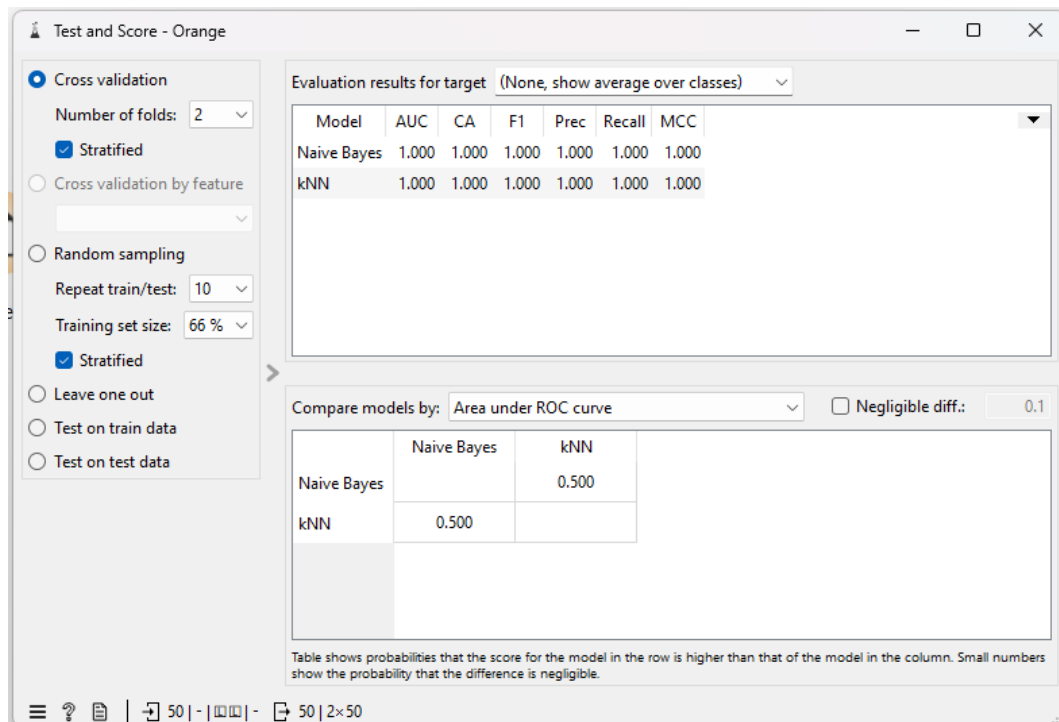 Test and Score - Orange
Cross validation
Number of folds: 2
Stratified
Cross validation by feature
Random sampling
Repeat train/test: 10
Training set size: 66 %
Stratified
Leave one out
Test on train data
Test on test data
Evaluation results for target (None, show average over classes)
Model AUC CA F1 Prec Recall MCC
Naive Bayes 1.000 1.000 1.000 1.000 1.000 1.000
kNN 1.000 1.000 1.000 1.000 1.000 1.000
Compare models by: Area under ROC curve Negligible diff.: 0.1
Naive Bayes kNN
Naive Bayes 0.500
kNN 0.500
Table shows probabilities that the score for the model in the row is higher than that of the model in the column. Small numbers
show the probability that the difference is negligible.
50 | - | - 50 | 2×50